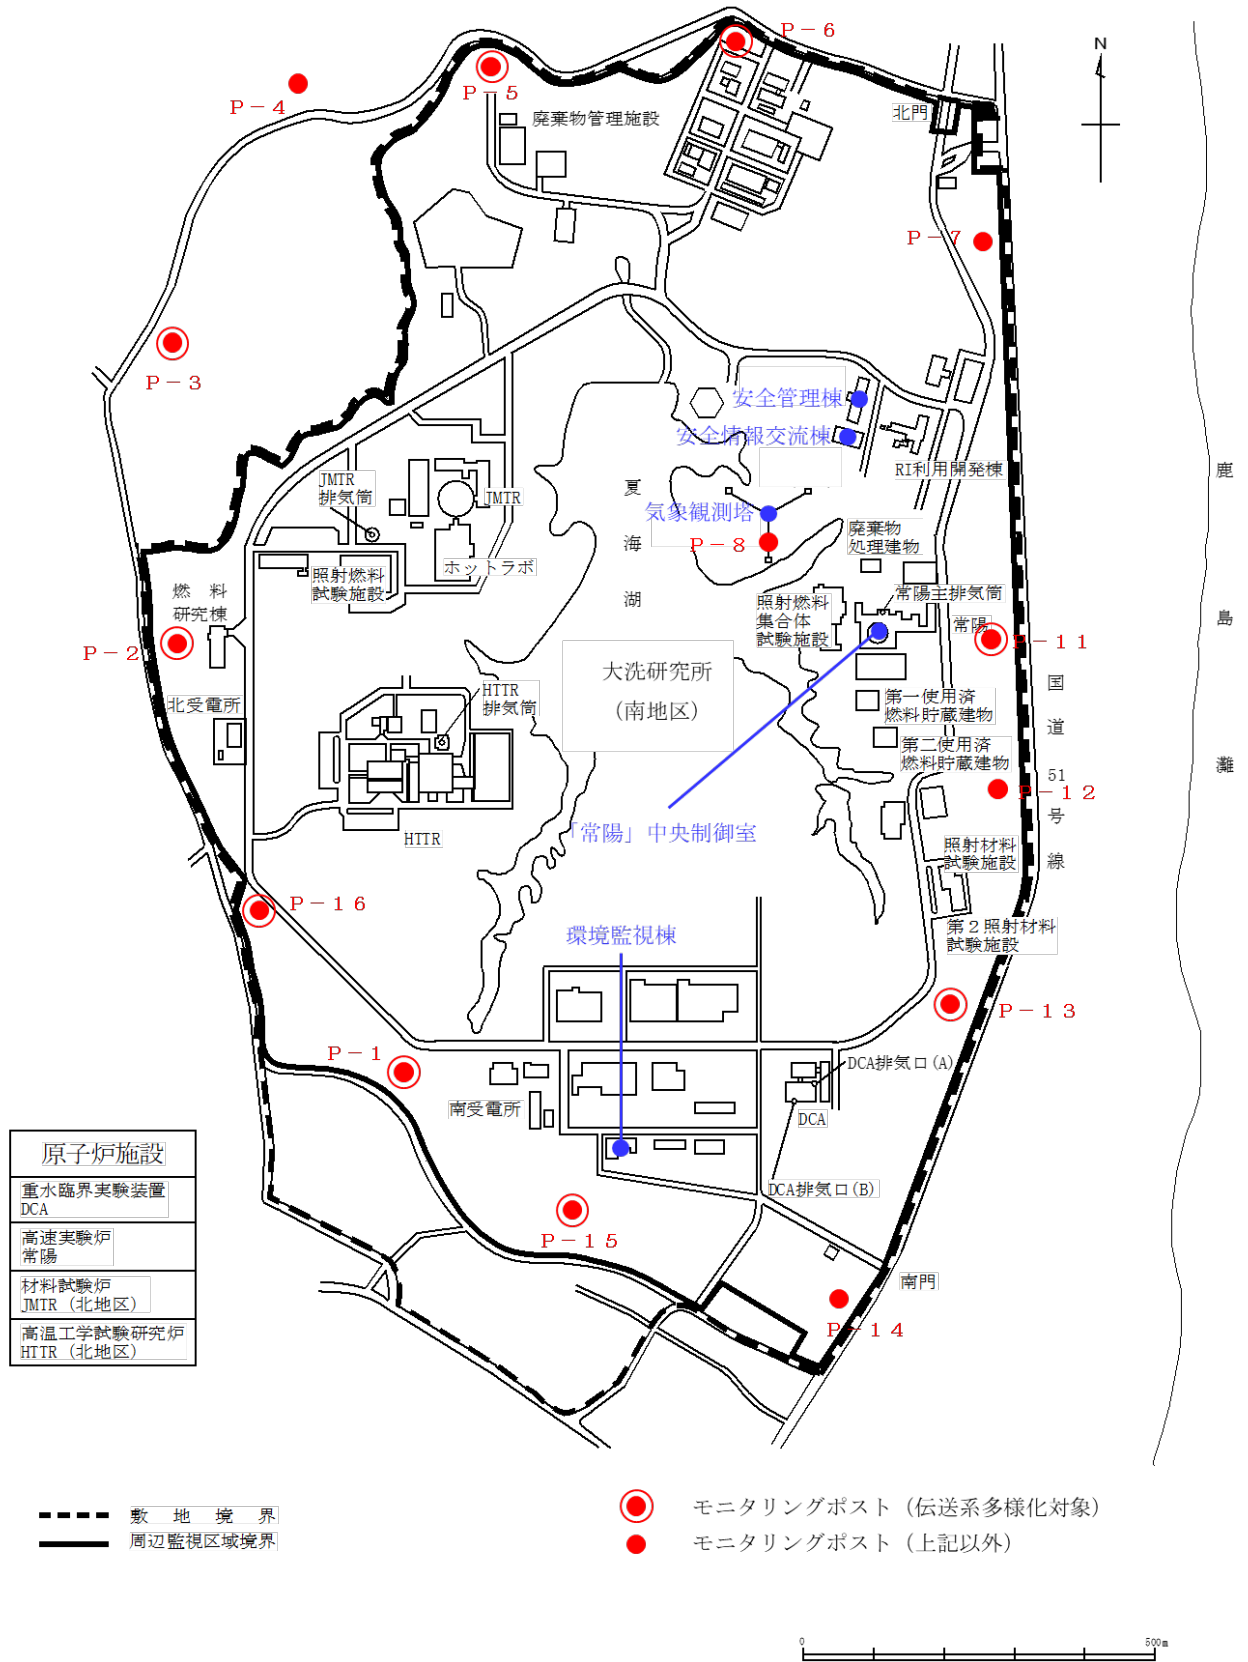 P－6
N
P－5
P－4
廃棄物管理施設
北門
P－7
P－3
安全管理棟
安全情報交流棟
RI利用開発棟
JMTR
排気筒
JMTR
夏
海
湖
鹿
島
灘
気象観測塔
P－8
廃棄物
処理建物
ホットラボ
照射燃料
試験施設
燃　料
研究棟
常陽主排気筒
照射燃料
集合体
試験施設
常陽
P－11
P－2
大洗研究所
（南地区）
国
道
51
号
線
HTTR
排気筒
北受電所
第一使用済
燃料貯蔵建物
第二使用済
燃料貯蔵建物
P－12
「常陽」中央制御室
HTTR
照射材料
試験施設
P－16
第２照射材料
試験施設
環境監視棟
P－13
P－1
DCA排気口(A)
南受電所
DCA
DCA排気口(B)
P－15
南門
P－14
原子炉施設
重水臨界実験装置
DCA
高速実験炉
常陽
材料試験炉
JMTR（北地区）
高温工学試験研究炉
HTTR（北地区）
敷　地　境　界
周辺監視区域境界
モニタリングポスト（伝送系多様化対象）
モニタリングポスト（上記以外）
0
500m